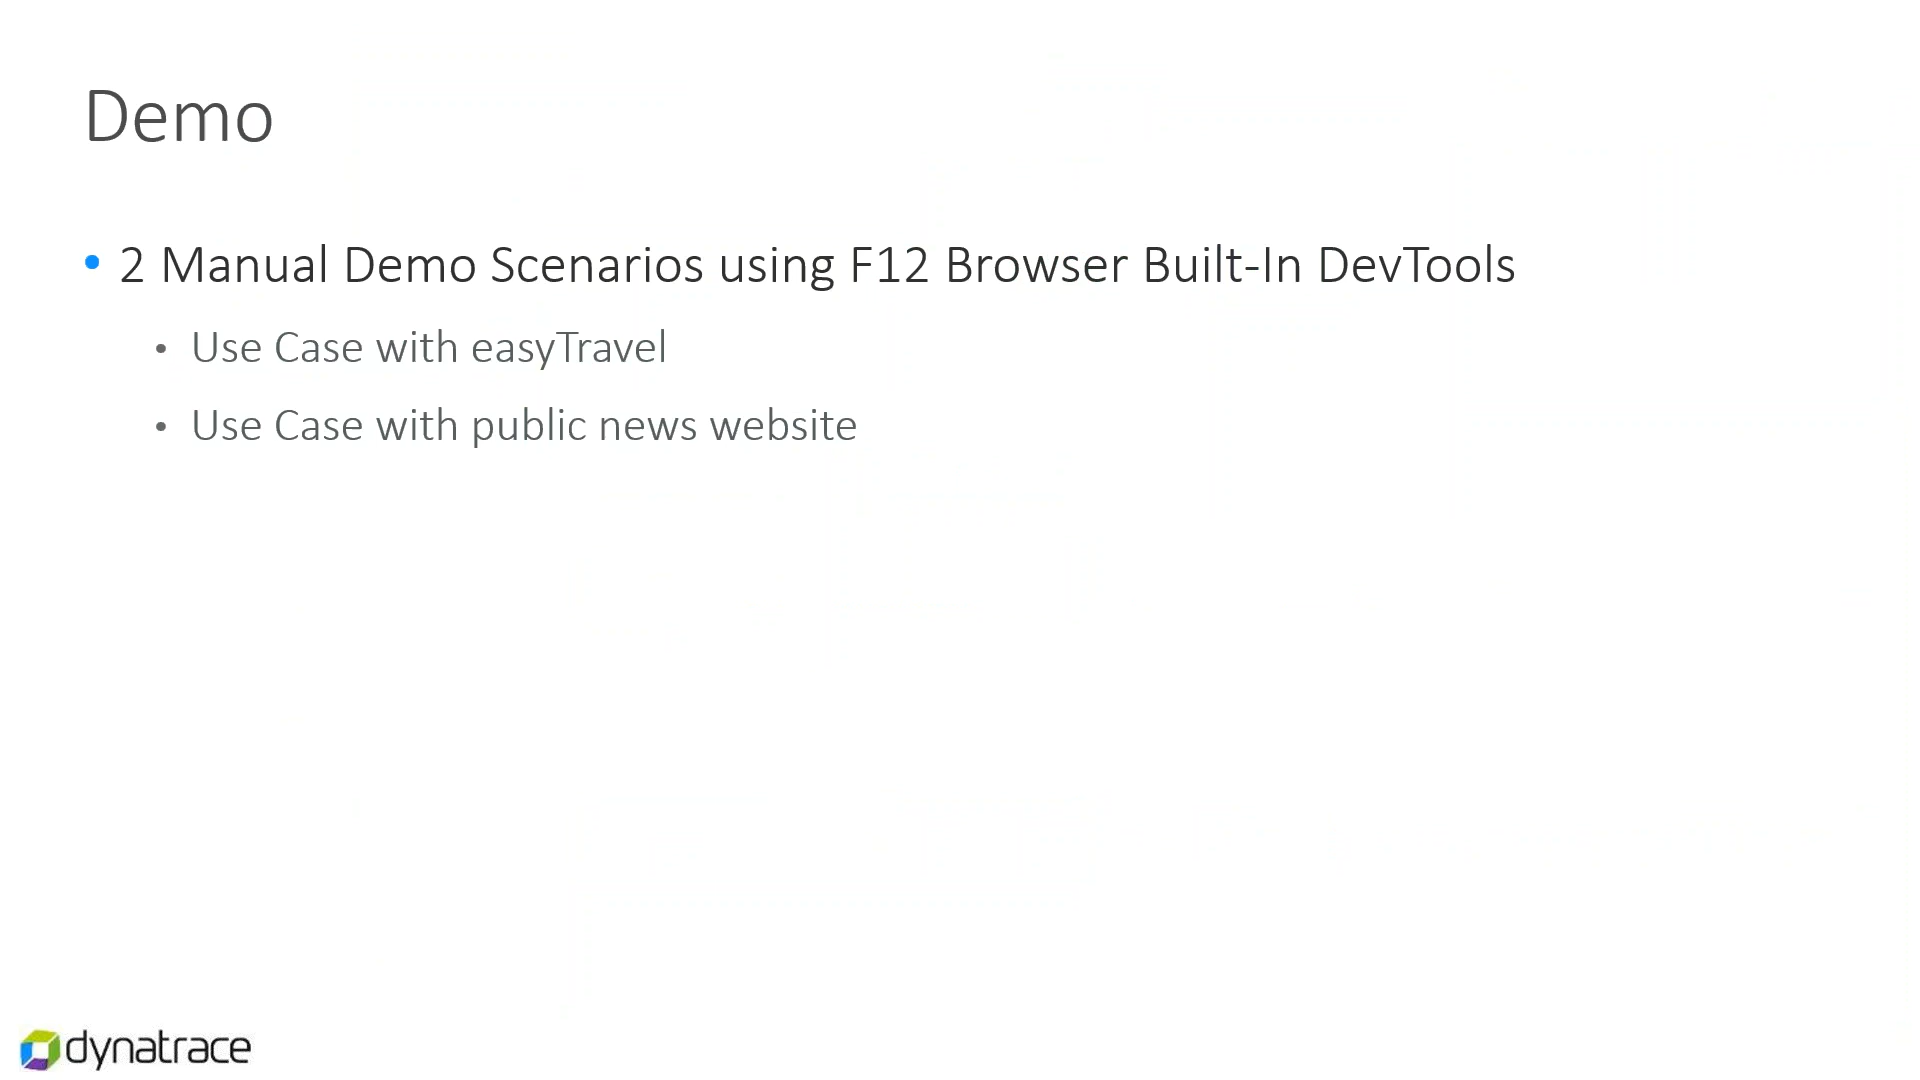 Demo
• 2 Manual Demo Scenarios using F12 Browser Built-In DevTools
• Use Case with easyTravel
• Use Case with public news website
dynatrace